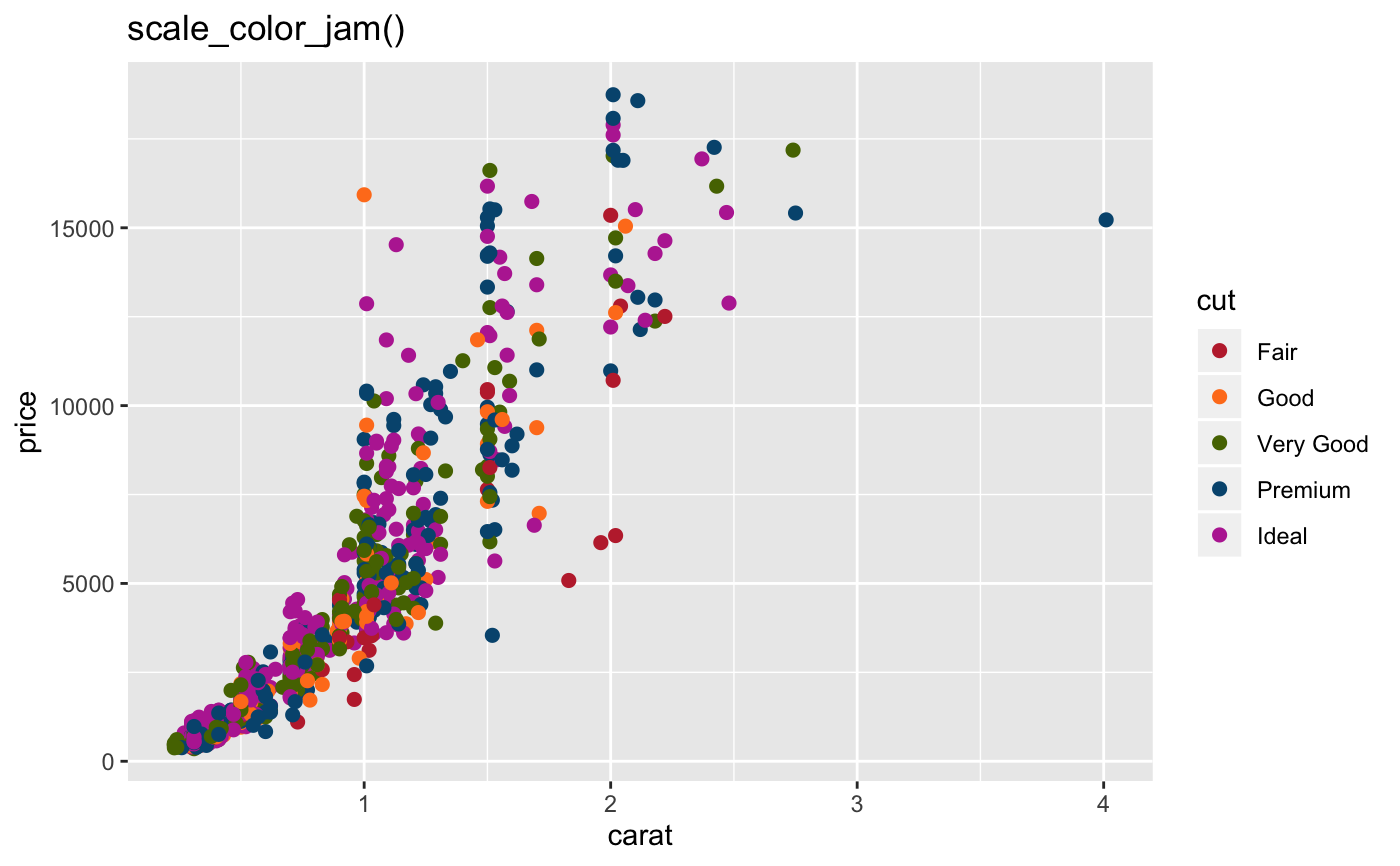 scale_color_jam()
price
15000
10000
5000
0
1
2
3
4
carat
cut
Fair
Good
Very Good
Premium
Ideal